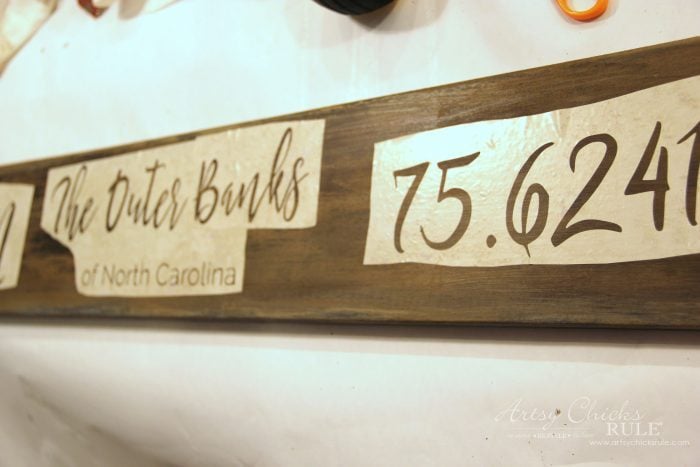 The Outer Banks
of North Carolina
75.6241
Artsy Chicks
RULE
www.artsychicksrule.com